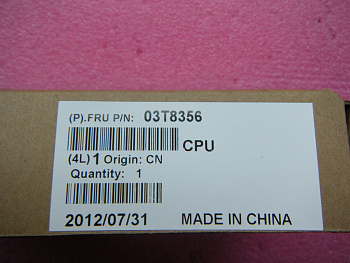 (P).FRU P/N: 03T8356
CPU
(4L) 1 Origin: CN
Quantity: 1
2012/07/31 MADE IN CHINA